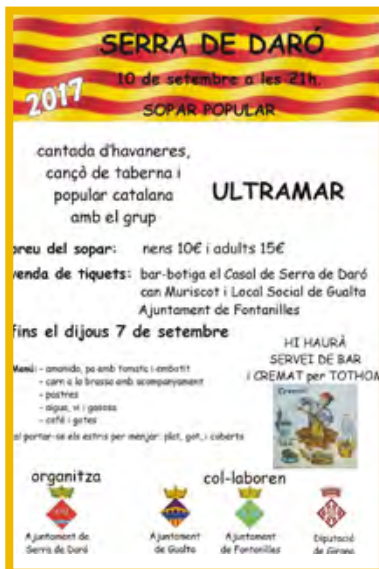 SERRA DE DARÓ
10 de setembre a les 21h.
2017
SOPAR POPULAR
cantada d'havaneres,
cançó de taberna i
popular catalana
amb el grup
ULTRAMAR
preu del sopar: nens 10€ i adults 15€
venda de tiquets: bar-botiga el Casal de Serra de Daró
can Muriscot i Local Social de Gualta
Ajuntament de Fontanilles
fins el dijous 7 de setembre
HI HAURÀ
SERVEI DE BAR
i CREMAT per TOTHOM
Menú: - amanida, pa amb tomata i embotit
- carn a la brasa amb acompanyament
- postres
- aigua, vi i gasosa
- cafè i gotes
cal portar-se els estris per menjar: plat, got, i coberts
Cremat
organitza
col·laboren
Ajuntament de
Serra de Daró
Ajuntament
de Gualta
Ajuntament
de Fontanilles
Diputació
de Girona